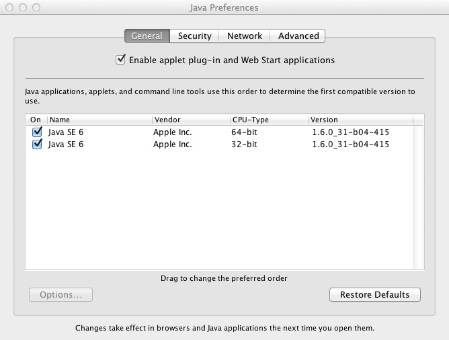 Java Preferences
General Security Network Advanced
Enable applet plug-in and Web Start applications
Java applications, applets, and command line tools use this order to determine the first compatible version to
use.
On Name Vendor CPU-Type Version
Java SE 6 Apple Inc. 64-bit 1.6.0_31-b04-415
Java SE 6 Apple Inc. 32-bit 1.6.0_31-b04-415
Drag to change the preferred order
Options... Restore Defaults
Changes take effect in browsers and Java applications the next time you open them.